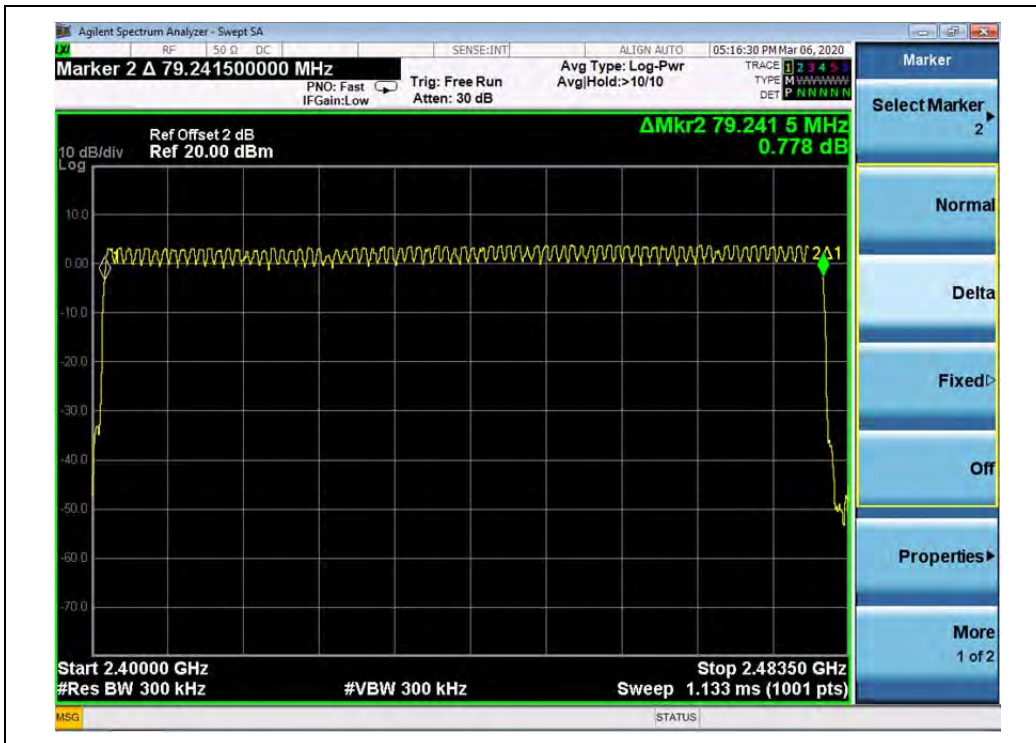 Agilent Spectrum Analyzer - Swept SA
LXI RF 50 Ω DC SENSE:INT ALIGN AUTO 05:16:30 PM Mar 06, 2020
Marker 2 Δ 79.241500000 MHz
PNO: Fast
IFGain:Low
Trig: Free Run
Atten: 30 dB
Avg Type: Log-Pwr
Avg|Hold:>10/10
TRACE 1 2 3 4 5 6
TYPE M WWWWW
DET P N N N N N
ΔMkr2 79.241 5 MHz
0.778 dB
Ref Offset 2 dB
10 dB/div Ref 20.00 dBm
Log
10.0
0.00
-10.0
-20.0
-30.0
-40.0
-50.0
-60.0
-70.0
2Δ1
Start 2.40000 GHz Stop 2.48350 GHz
#Res BW 300 kHz #VBW 300 kHz Sweep 1.133 ms (1001 pts)
MSG STATUS
Marker
Select Marker
2
Normal
Delta
Fixed
Off
Properties
More
1 of 2